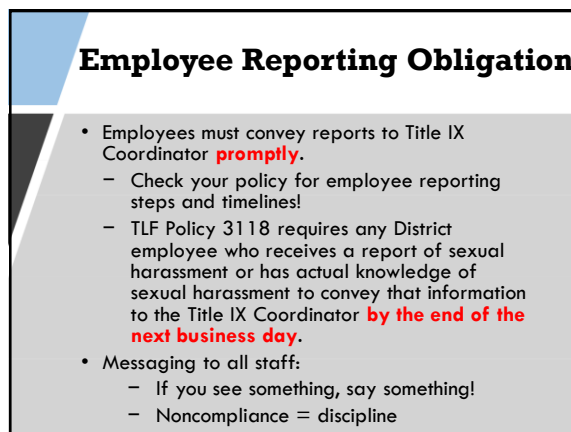 Employee Reporting Obligation
• Employees must convey reports to Title IX
Coordinator promptly.
– Check your policy for employee reporting
steps and timelines!
– TLF Policy 3118 requires any District
employee who receives a report of sexual
harassment or has actual knowledge of
sexual harassment to convey that information
to the Title IX Coordinator by the end of the
next business day.
• Messaging to all staff:
– If you see something, say something!
– Noncompliance = discipline